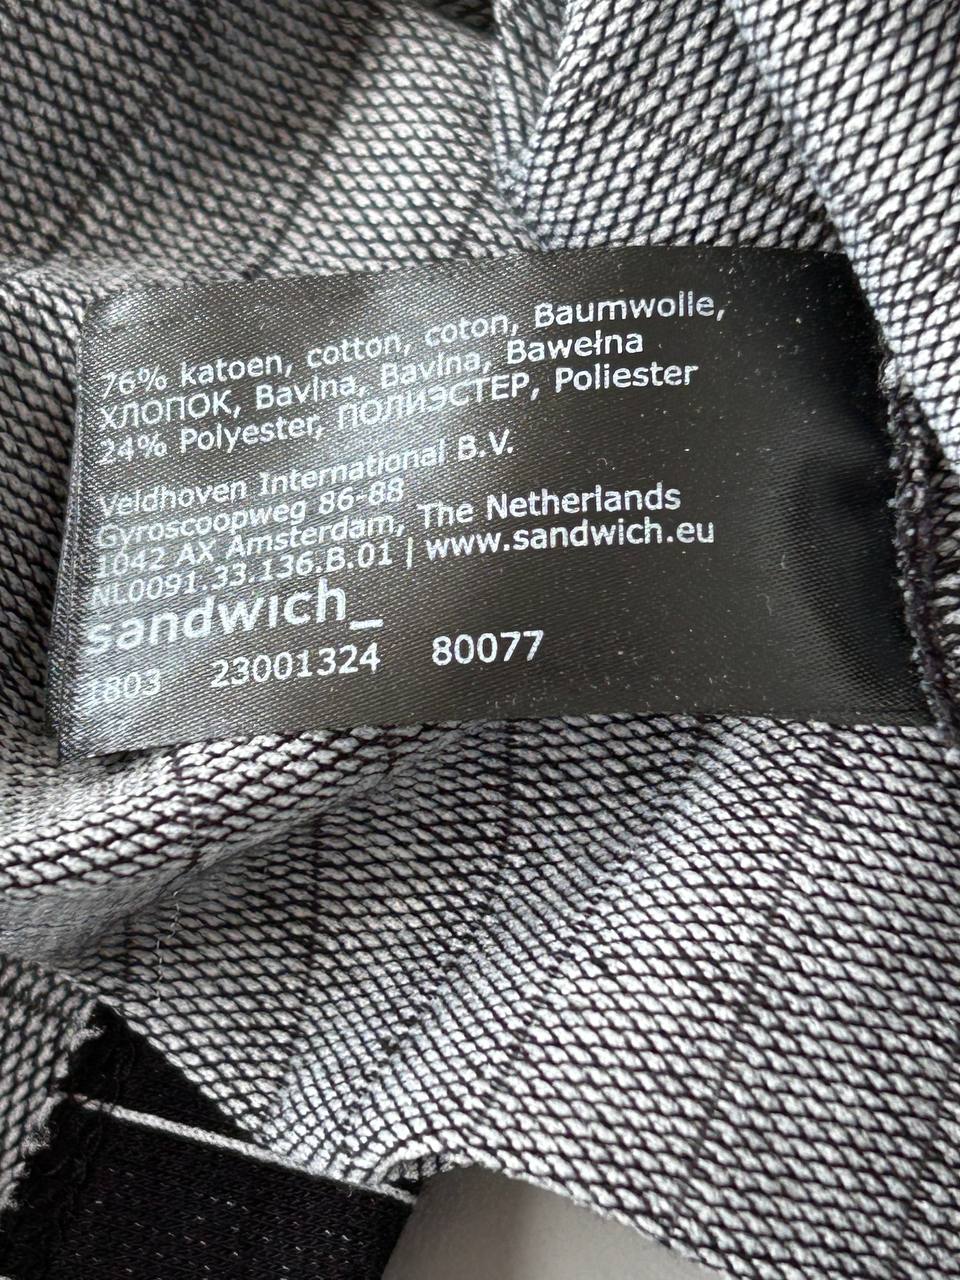 76% katoen, cotton, coton, Baumwolle,
ХЛОПОК, Bavlna, Bavlna, Bawełna
24% Polyester, ПОЛИЭСТЕР, Poliester
Veldhoven International B.V.
Gyroscoopweg 86-88
1042 AX Amsterdam, The Netherlands
NL0091.33.136.B.01 | www.sandwich.eu
sandwich_
1803 23001324 80077